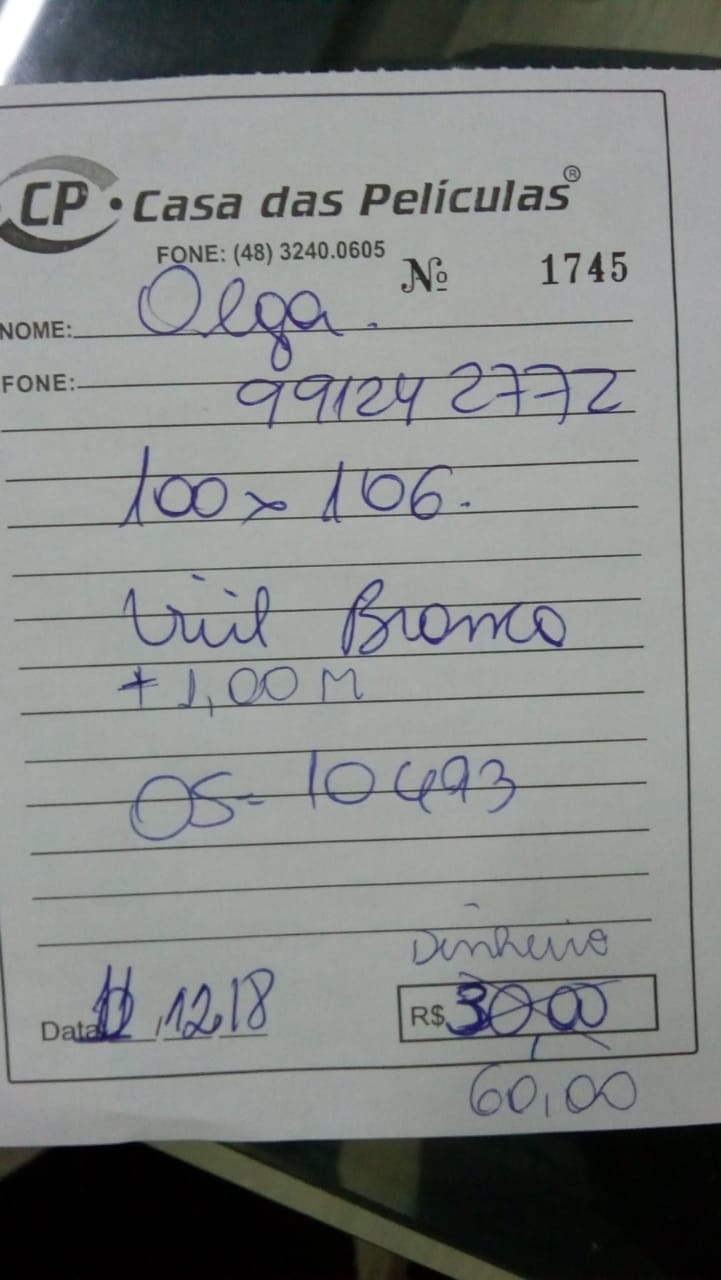 CP • Casa das Películas®
FONE: (48) 3240.0605
Nº 1745
NOME: Olga.
FONE: 99124 2772
100 x 106.
Branco
+ 1,00 M
OS - 10493
Dinheiro
Data 11,12,18 R$ 30 00
60,00